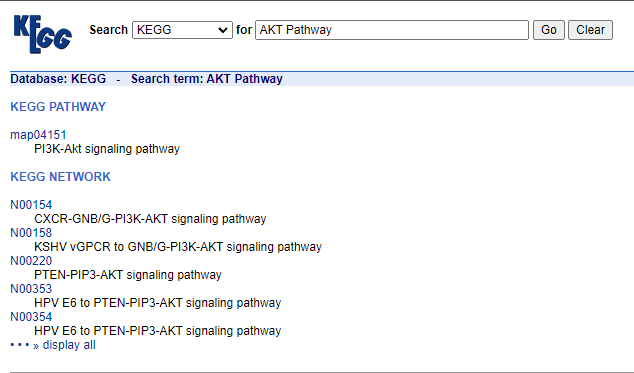 KEGG Search KEGG for AKT Pathway Go Clear
Database: KEGG - Search term: AKT Pathway
KEGG PATHWAY
map04151
PI3K-Akt signaling pathway
KEGG NETWORK
N00154
CXCR-GNB/G-PI3K-AKT signaling pathway
N00158
KSHV vGPCR to GNB/G-PI3K-AKT signaling pathway
N00220
PTEN-PIP3-AKT signaling pathway
N00353
HPV E6 to PTEN-PIP3-AKT signaling pathway
N00354
HPV E6 to PTEN-PIP3-AKT signaling pathway
• • • » display all